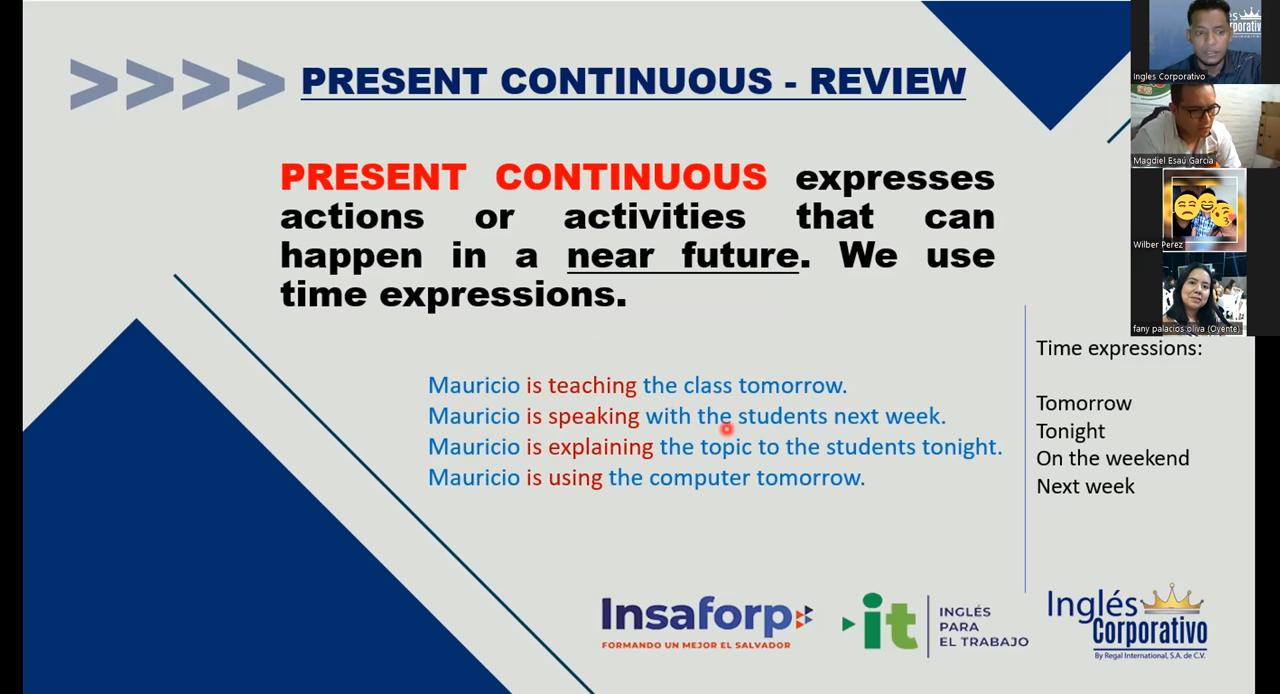 >>>> PRESENT CONTINUOUS - REVIEW
PRESENT CONTINUOUS expresses
actions or activities that can
happen in a near future. We use
time expressions.
Mauricio is teaching the class tomorrow.
Mauricio is speaking with the students next week.
Mauricio is explaining the topic to the students tonight.
Mauricio is using the computer tomorrow.
Time expressions:
Tomorrow
Tonight
On the weekend
Next week
Insaforp
FORMANDO UN MEJOR EL SALVADOR
it
INGLÉS
PARA
EL TRABAJO
Inglés
Corporativo
By Regal International, S.A. de C.V.
Ingles Corporativo
Magdiel Esaú García
Wilber Perez
fany palacios oliva (Oyente)